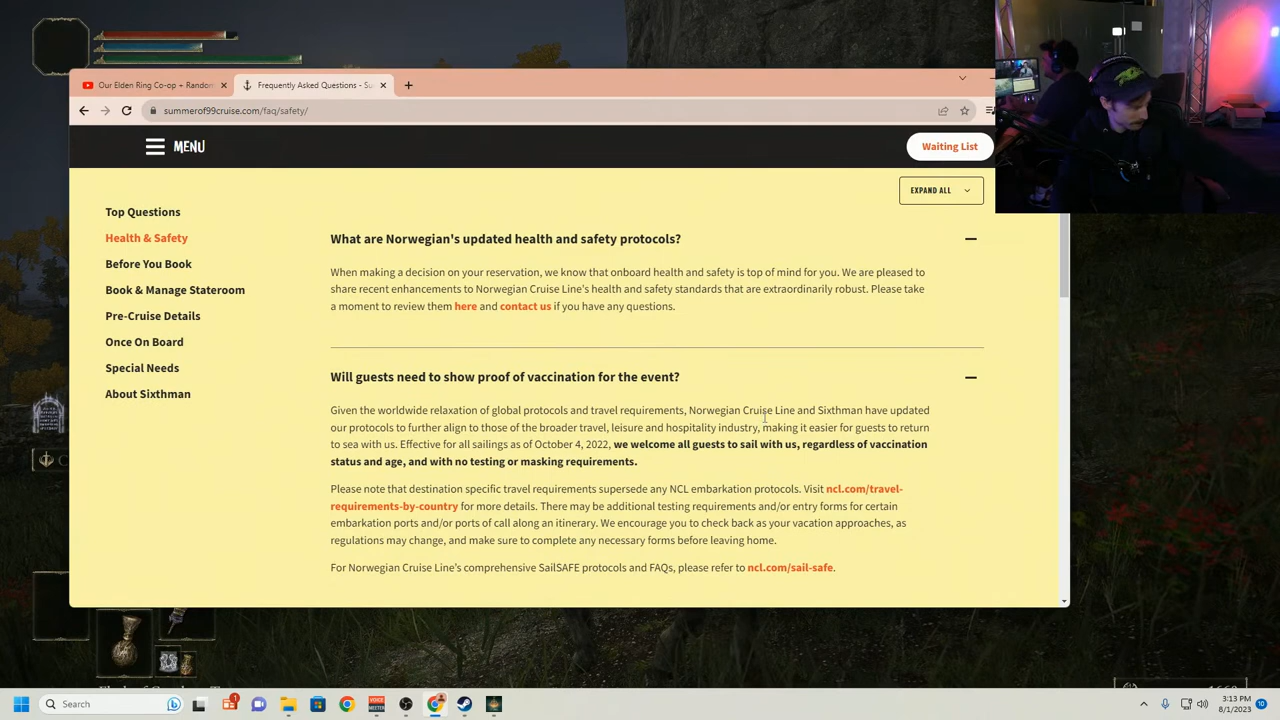 Our Elden Ring Co-op + Random
Frequently Asked Questions - Su
summerof99cruise.com/faq/safety/
MENU
Waiting List
EXPAND ALL
Top Questions
Health & Safety
Before You Book
Book & Manage Stateroom
Pre-Cruise Details
Once On Board
Special Needs
About Sixthman
What are Norwegian's updated health and safety protocols?
When making a decision on your reservation, we know that onboard health and safety is top of mind for you. We are pleased to
share recent enhancements to Norwegian Cruise Line's health and safety standards that are extraordinarily robust. Please take
a moment to review them here and contact us if you have any questions.
Will guests need to show proof of vaccination for the event?
Given the worldwide relaxation of global protocols and travel requirements, Norwegian Cruise Line and Sixthman have updated
our protocols to further align to those of the broader travel, leisure and hospitality industry, making it easier for guests to return
to sea with us. Effective for all sailings as of October 4, 2022, we welcome all guests to sail with us, regardless of vaccination
status and age, and with no testing or masking requirements.
Please note that destination specific travel requirements supersede any NCL embarkation protocols. Visit ncl.com/travel-
requirements-by-country for more details. There may be additional testing requirements and/or entry forms for certain
embarkation ports and/or ports of call along an itinerary. We encourage you to check back as your vacation approaches, as
regulations may change, and make sure to complete any necessary forms before leaving home.
For Norwegian Cruise Line's comprehensive SailSAFE protocols and FAQs, please refer to ncl.com/sail-safe.
Search
1
VOICE
MEETER
3:13 PM
8/1/2023
10